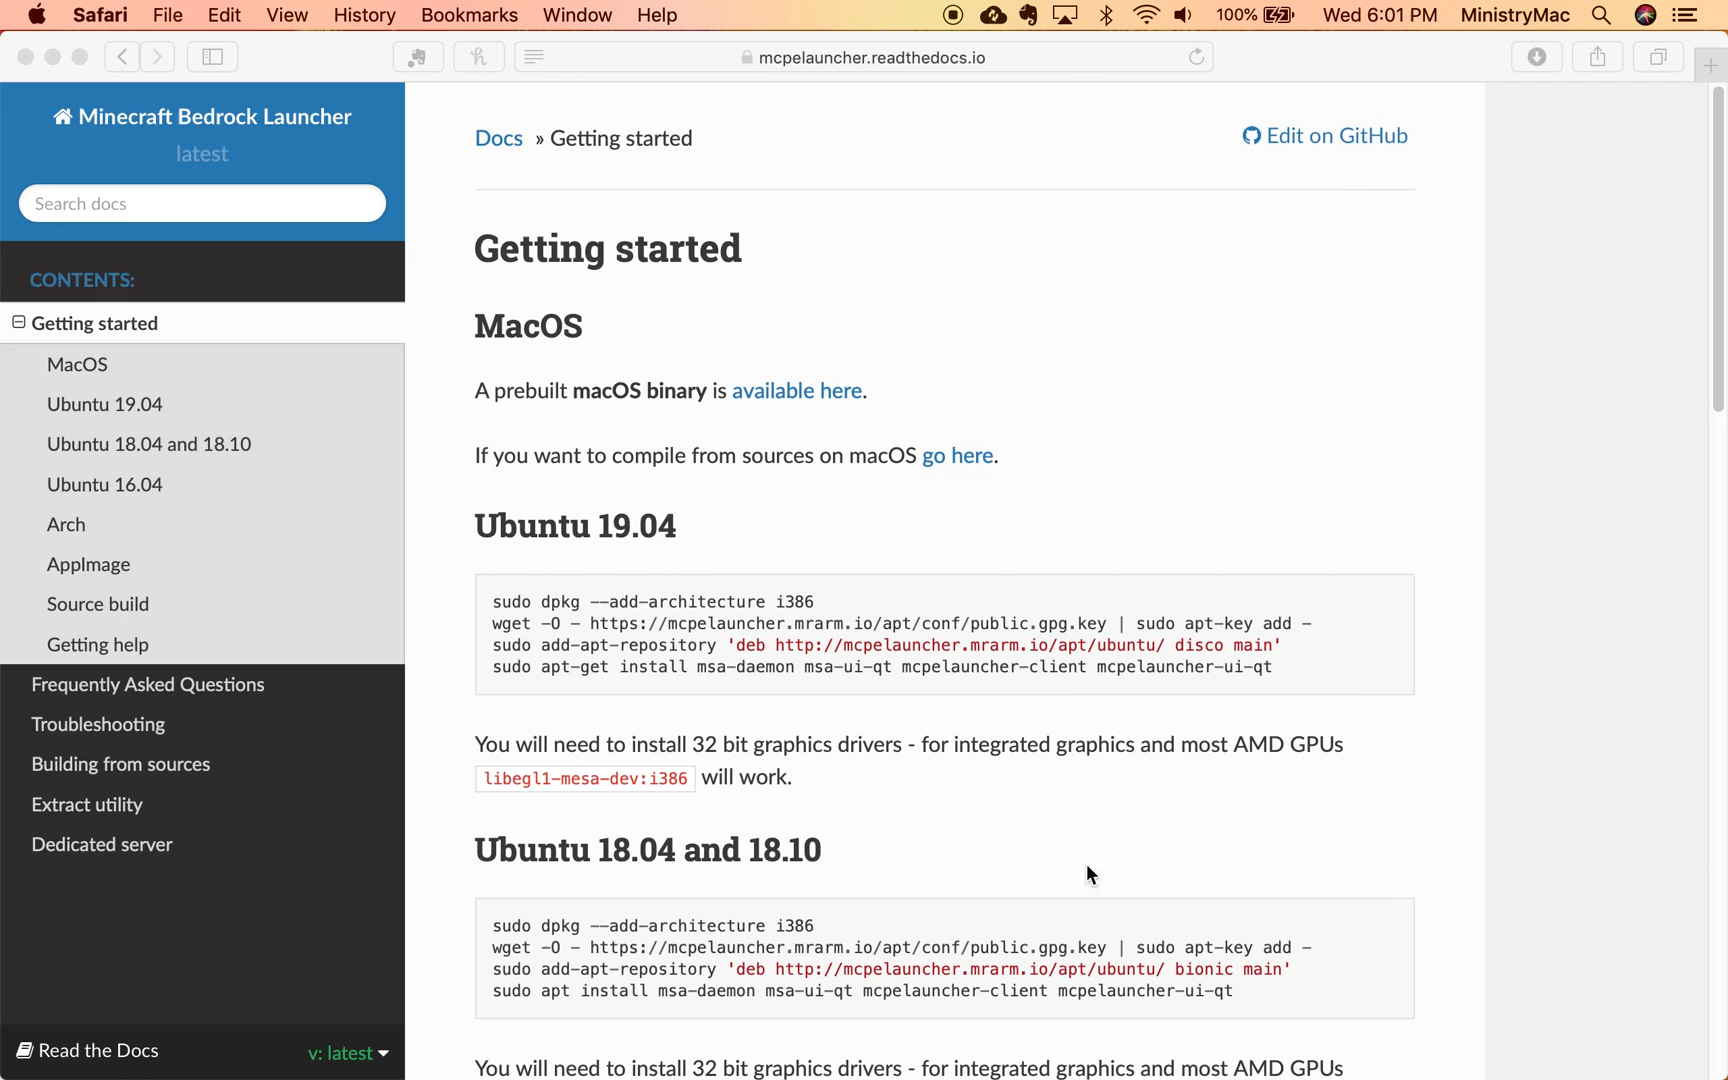 Safari File Edit View History Bookmarks Window Help 100% Wed 6:01 PM MinistryMac
mcpelauncher.readthedocs.io
Minecraft Bedrock Launcher
latest
Search docs
CONTENTS:
Getting started
MacOS
Ubuntu 19.04
Ubuntu 18.04 and 18.10
Ubuntu 16.04
Arch
AppImage
Source build
Getting help
Frequently Asked Questions
Troubleshooting
Building from sources
Extract utility
Dedicated server
Read the Docs v: latest
Docs » Getting started
Edit on GitHub
Getting started
MacOS
A prebuilt macOS binary is available here.
If you want to compile from sources on macOS go here.
Ubuntu 19.04
sudo dpkg --add-architecture i386
wget -O - https://mcpelauncher.mrarm.io/apt/conf/public.gpg.key | sudo apt-key add -
sudo add-apt-repository 'deb http://mcpelauncher.mrarm.io/apt/ubuntu/ disco main'
sudo apt-get install msa-daemon msa-ui-qt mcpelauncher-client mcpelauncher-ui-qt
You will need to install 32 bit graphics drivers - for integrated graphics and most AMD GPUs
libegl1-mesa-dev:i386 will work.
Ubuntu 18.04 and 18.10
sudo dpkg --add-architecture i386
wget -O - https://mcpelauncher.mrarm.io/apt/conf/public.gpg.key | sudo apt-key add -
sudo add-apt-repository 'deb http://mcpelauncher.mrarm.io/apt/ubuntu/ bionic main'
sudo apt install msa-daemon msa-ui-qt mcpelauncher-client mcpelauncher-ui-qt
You will need to install 32 bit graphics drivers - for integrated graphics and most AMD GPUs